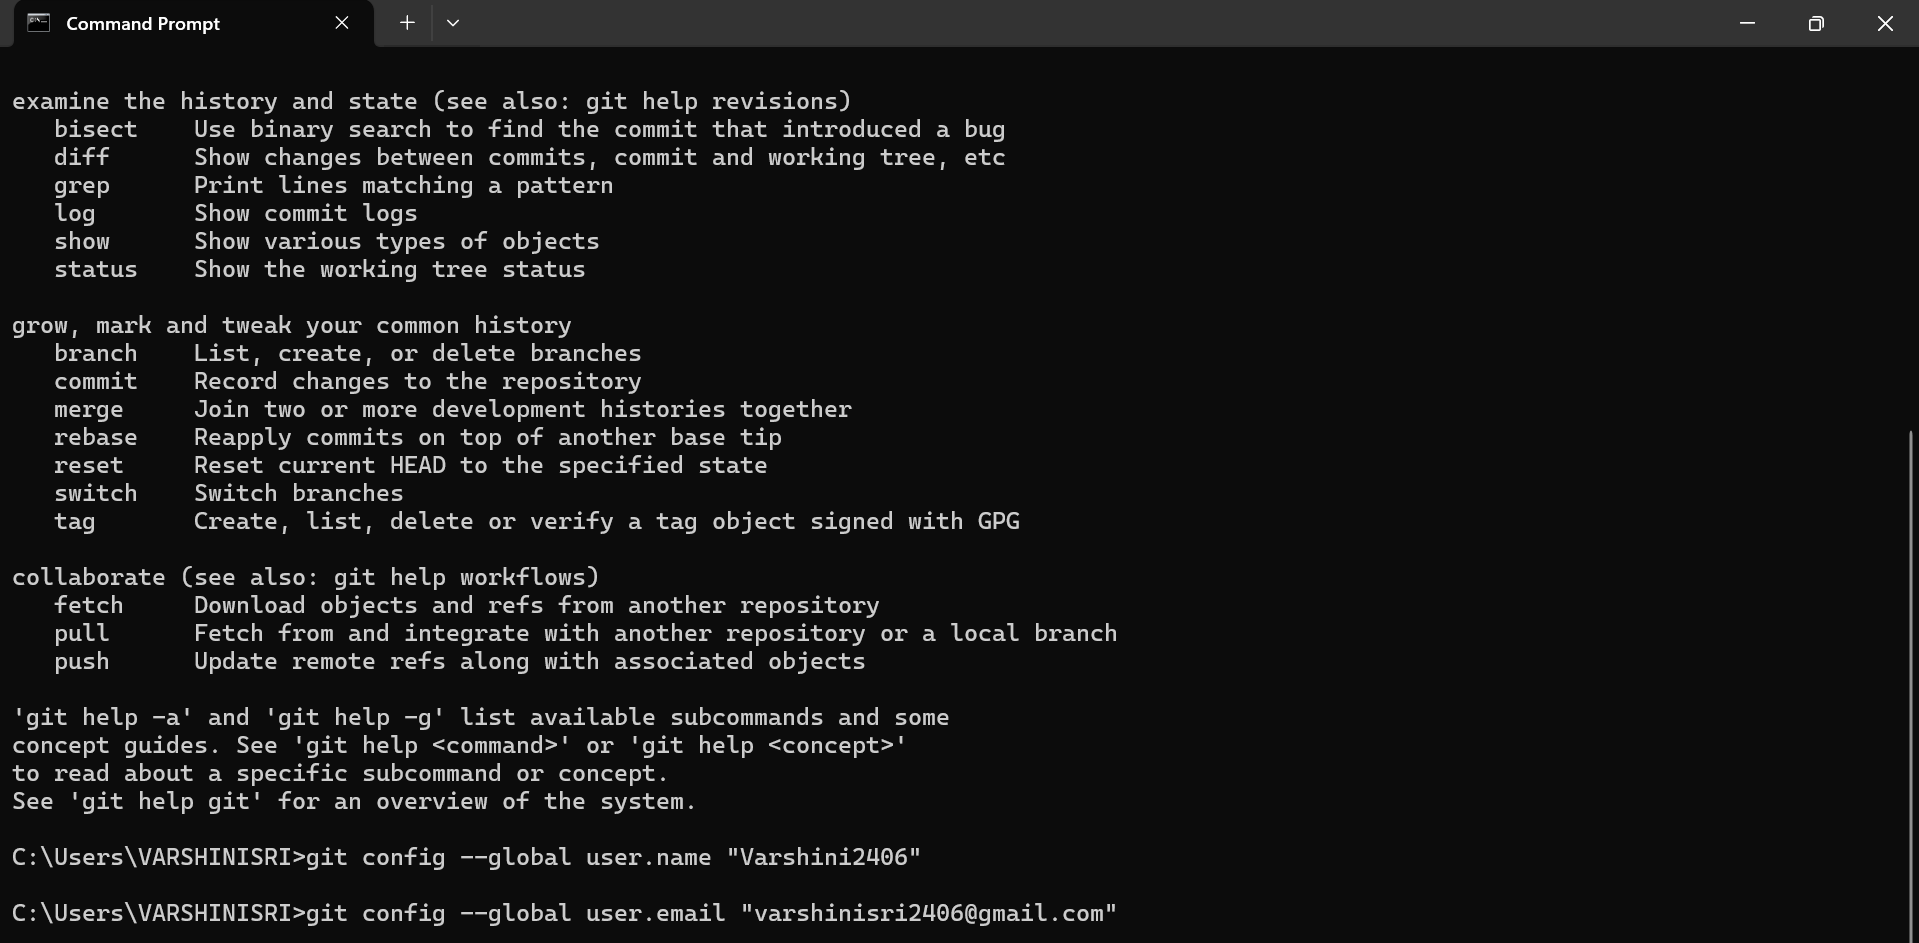 Command Prompt
examine the history and state (see also: git help revisions)
   bisect    Use binary search to find the commit that introduced a bug
   diff      Show changes between commits, commit and working tree, etc
   grep      Print lines matching a pattern
   log       Show commit logs
   show      Show various types of objects
   status    Show the working tree status

grow, mark and tweak your common history
   branch    List, create, or delete branches
   commit    Record changes to the repository
   merge     Join two or more development histories together
   rebase    Reapply commits on top of another base tip
   reset     Reset current HEAD to the specified state
   switch    Switch branches
   tag       Create, list, delete or verify a tag object signed with GPG

collaborate (see also: git help workflows)
   fetch     Download objects and refs from another repository
   pull      Fetch from and integrate with another repository or a local branch
   push      Update remote refs along with associated objects

'git help -a' and 'git help -g' list available subcommands and some
concept guides. See 'git help <command>' or 'git help <concept>'
to read about a specific subcommand or concept.
See 'git help git' for an overview of the system.

C:\Users\VARSHINISRI>git config --global user.name "Varshini2406"

C:\Users\VARSHINISRI>git config --global user.email "varshinisri2406@gmail.com"